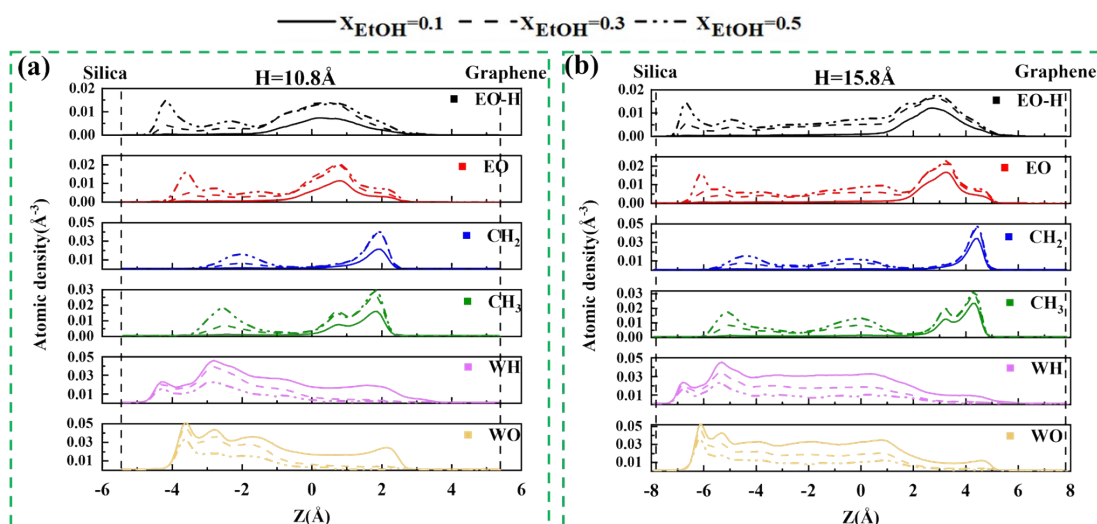 X_EtOH=0.1 X_EtOH=0.3 X_EtOH=0.5
(a)
Silica H=10.8Å Graphene
Atomic density(Å⁻³)
0.02
0.01
0.00
EO-H
0.02
0.01
0.00
EO
0.05
0.03
0.01
CH₂
0.03
0.02
0.01
0.00
CH₃
0.05
0.03
0.01
WH
0.05
0.03
0.01
WO
-6 -4 -2 0 2 4 6
Z(Å)
(b)
Silica H=15.8Å Graphene
Atomic density(Å⁻³)
0.02
0.01
0.00
EO-H
0.02
0.01
0.00
EO
0.05
0.03
0.01
CH₂
0.03
0.02
0.01
0.00
CH₃
0.05
0.03
0.01
WH
0.05
0.03
0.01
WO
-8 -6 -4 -2 0 2 4 6 8
Z(Å)